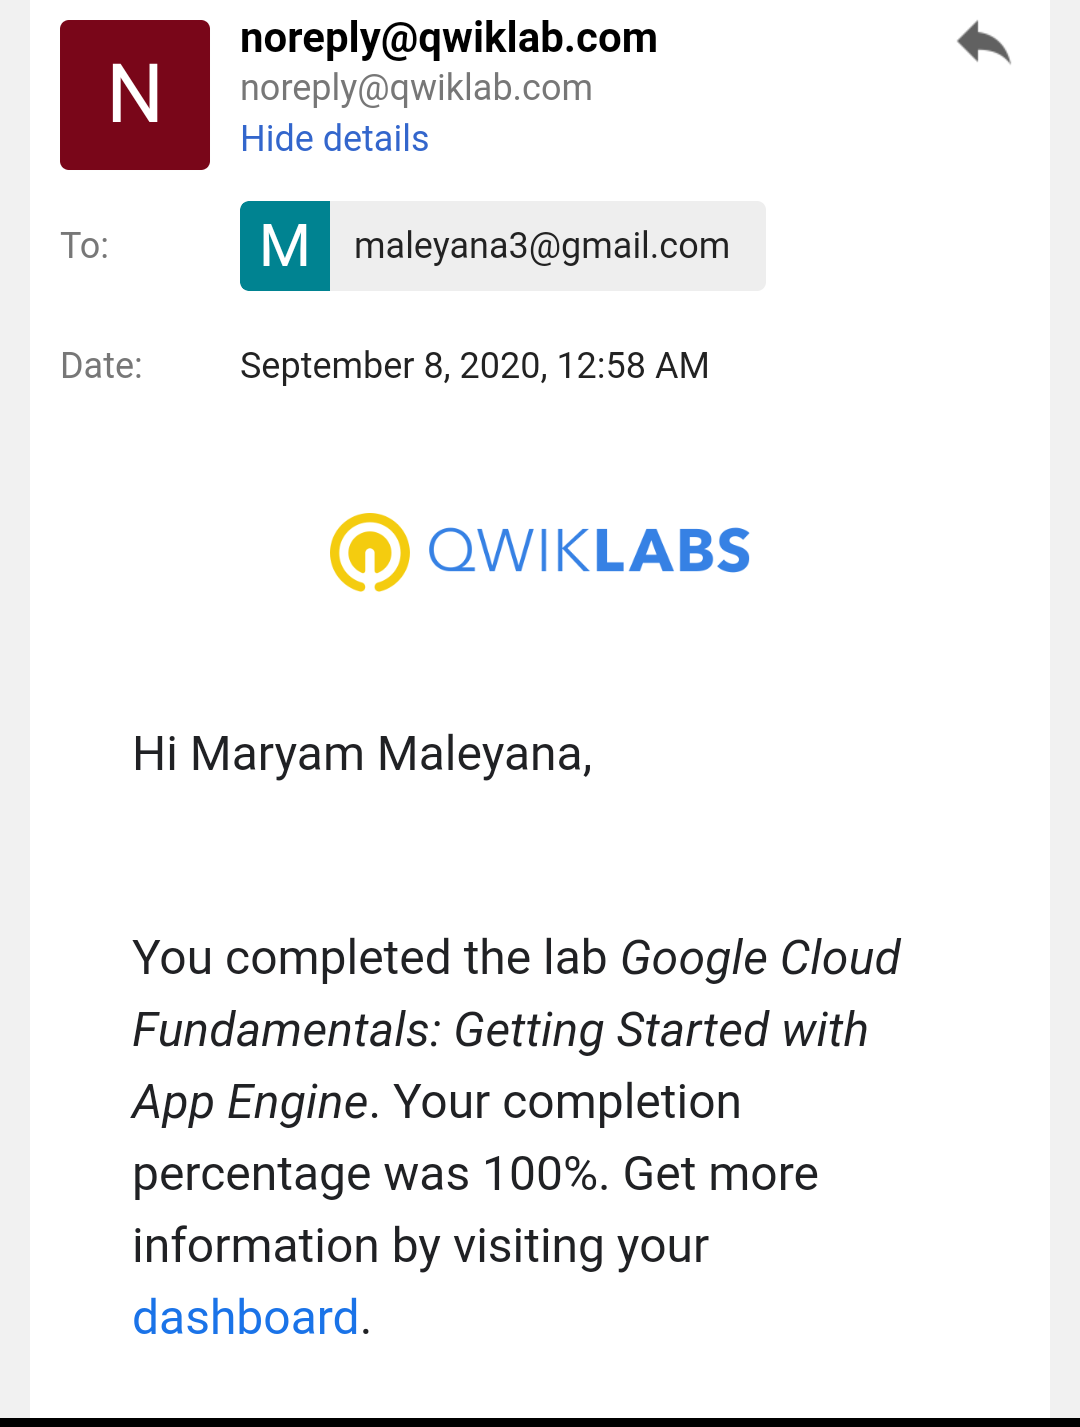 N
noreply@qwiklab.com
noreply@qwiklab.com
Hide details
To:
M
maleyana3@gmail.com
Date:
September 8, 2020, 12:58 AM
QWIKLABS
Hi Maryam Maleyana,
You completed the lab Google Cloud
Fundamentals: Getting Started with
App Engine. Your completion
percentage was 100%. Get more
information by visiting your
dashboard.